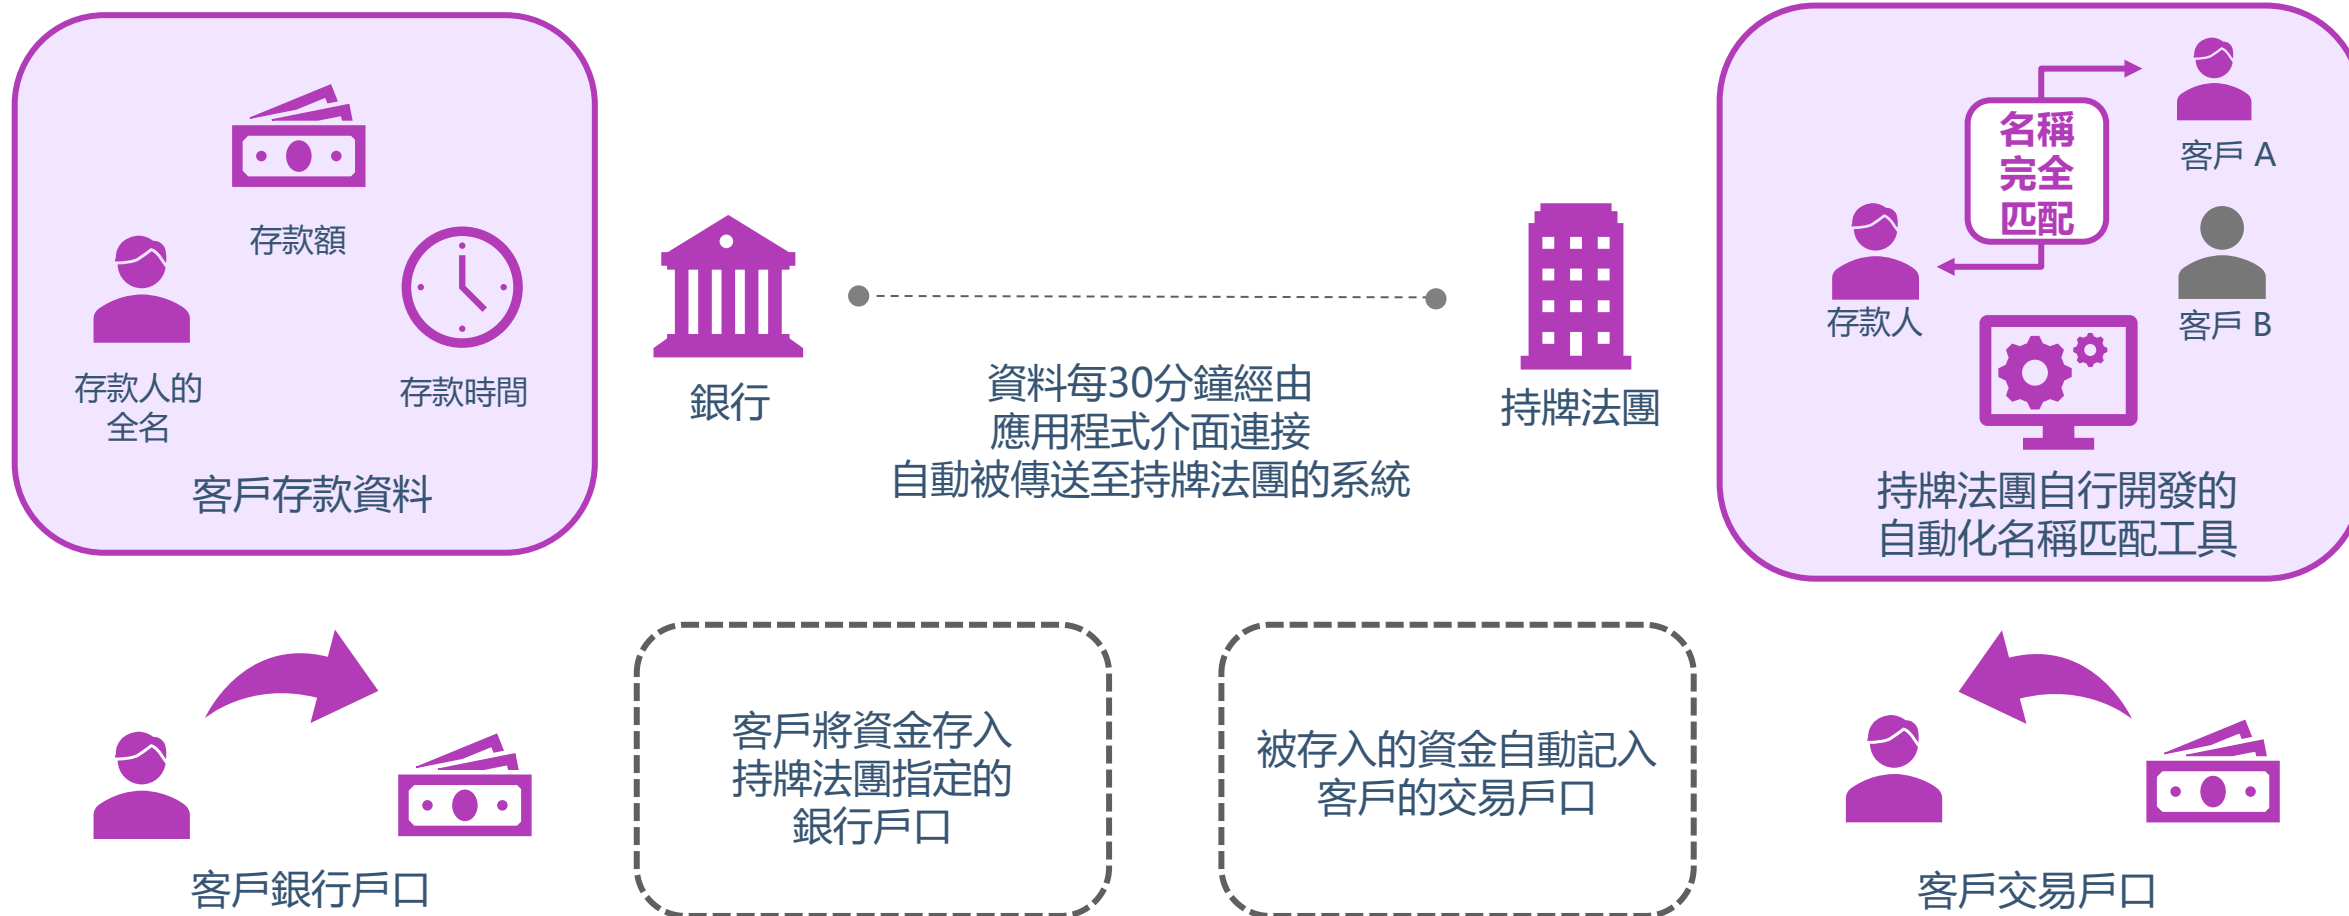 存款額
存款人的
全名
存款時間
客戶存款資料
銀行
資料每30分鐘經由
應用程式介面連接
自動被傳送至持牌法團的系統
持牌法團
名稱
完全
匹配
客戶 A
存款人
客戶 B
持牌法團自行開發的
自動化名稱匹配工具
客戶銀行戶口
客戶將資金存入
持牌法團指定的
銀行戶口
被存入的資金自動記入
客戶的交易戶口
客戶交易戶口